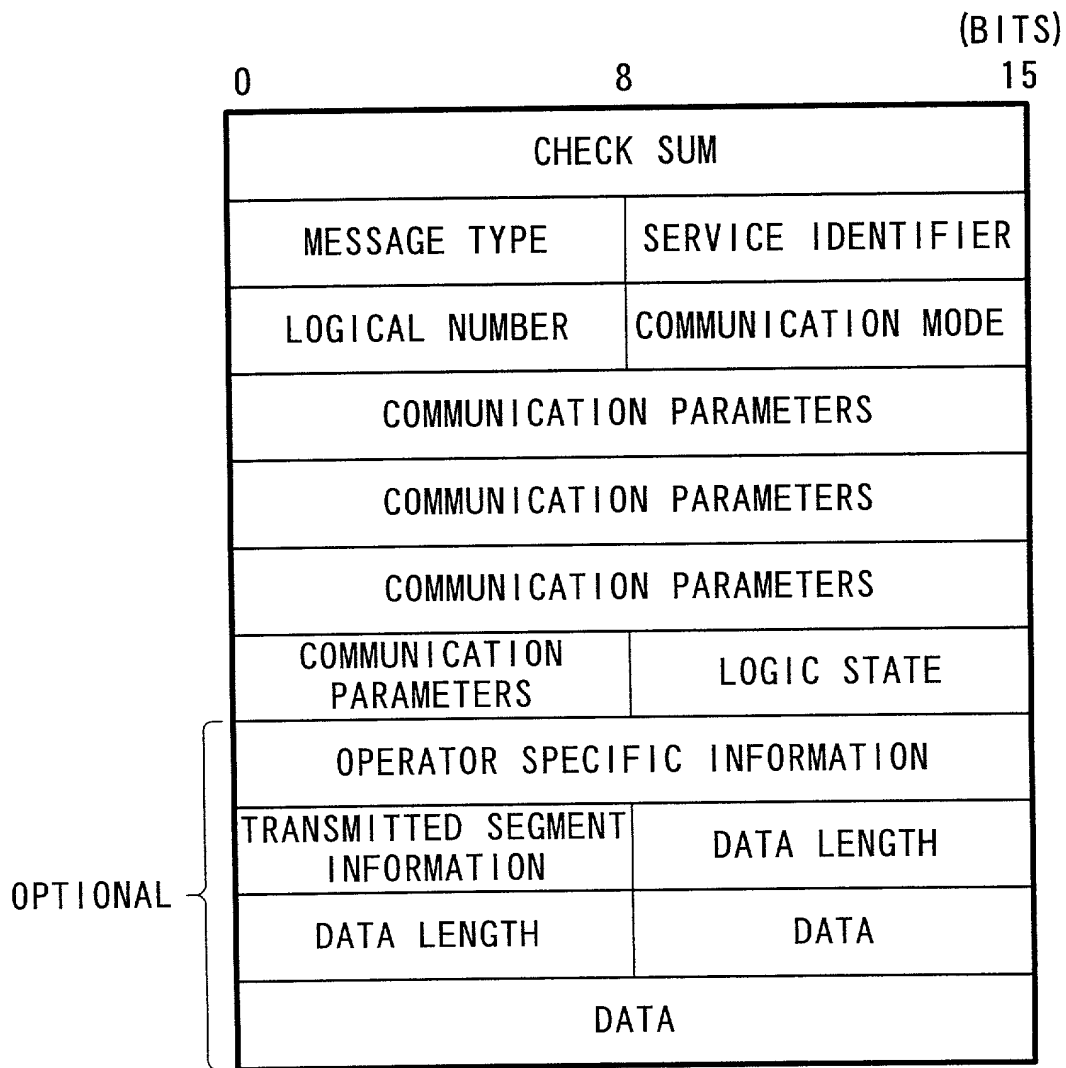 (BITS)
0 8 15
CHECK SUM
MESSAGE TYPE SERVICE IDENTIFIER
LOGICAL NUMBER COMMUNICATION MODE
COMMUNICATION PARAMETERS
COMMUNICATION PARAMETERS
COMMUNICATION PARAMETERS
COMMUNICATION
PARAMETERS
LOGIC STATE
OPERATOR SPECIFIC INFORMATION
TRANSMITTED SEGMENT
INFORMATION
DATA LENGTH
OPTIONAL
DATA LENGTH DATA
DATA